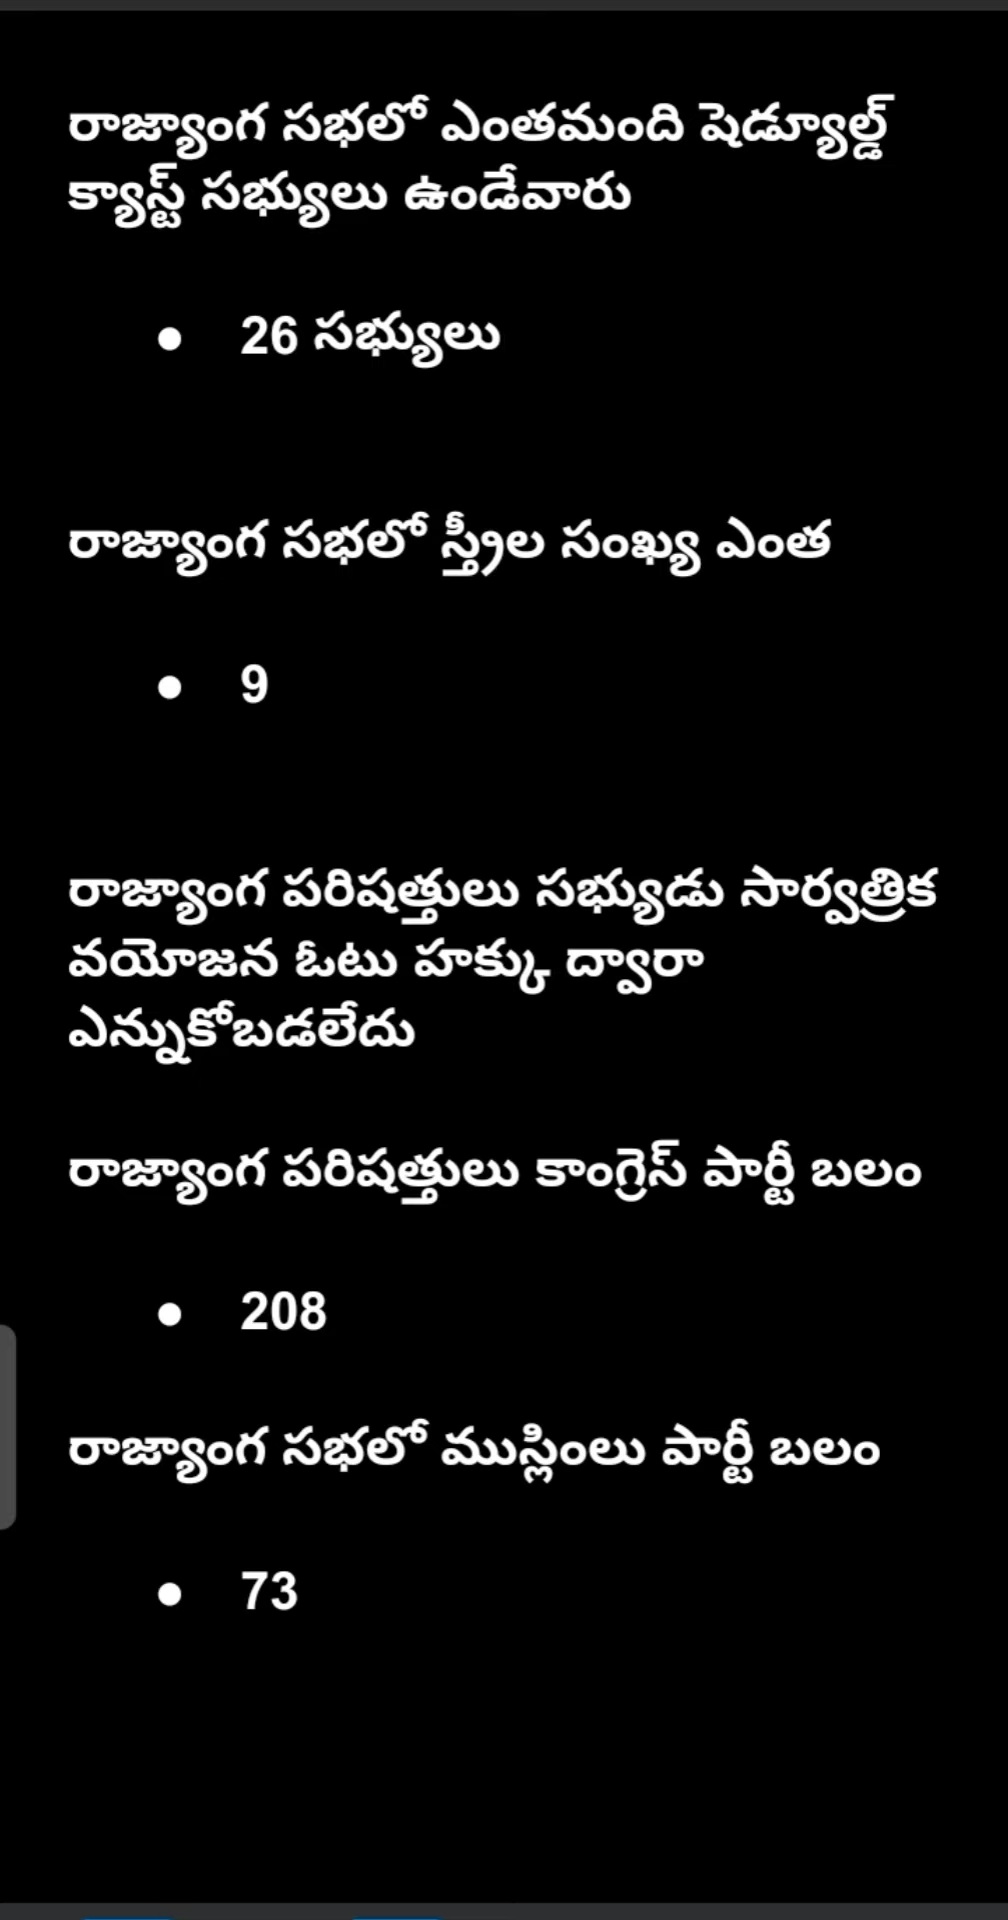 రాజ్యాంగ సభలో ఎంతమంది షెడ్యూల్డ్
క్యాస్ట్ సభ్యులు ఉండేవారు
● 26 సభ్యులు
రాజ్యాంగ సభలో స్త్రీల సంఖ్య ఎంత
● 9
రాజ్యాంగ పరిషత్తులు సభ్యుడు సార్వత్రిక
వయోజన ఓటు హక్కు ద్వారా
ఎన్నుకోబడలేదు
రాజ్యాంగ పరిషత్తులు కాంగ్రెస్ పార్టీ బలం
● 208
రాజ్యాంగ సభలో ముస్లింలు పార్టీ బలం
● 73